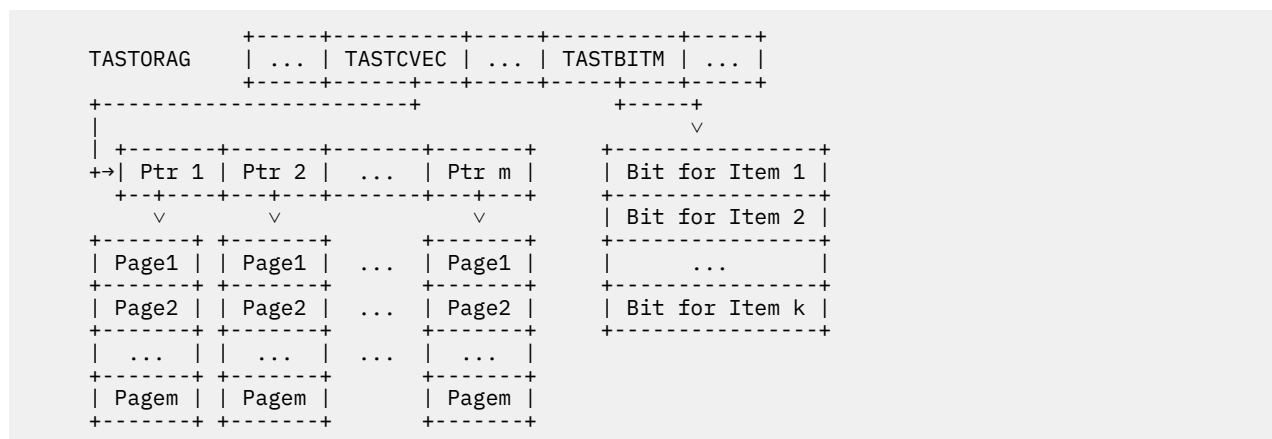 +-----+-----------+-----+----------+-----+
TASTORAG        | ... | TASTCVEC | ... | TASTBITM | ... |
                +-----+------+---+-----+-----+----+-----+
+-----------------------+                   +-----+
|                                                  ∨
| +-------+-------+-------+-------+      +----------------+
+→| Ptr 1 | Ptr 2 |  ...  | Ptr m |      | Bit for Item 1 |
  +--+----+---+---+-------+---+---+      +----------------+
     ∨        ∨               ∨          | Bit for Item 2 |
+-------+ +-------+       +-------+      +----------------+
| Page1 | | Page1 |  ...  | Page1 |      |      ...       |
+-------+ +-------+       +-------+      +----------------+
| Page2 | | Page2 |  ...  | Page2 |      | Bit for Item k |
+-------+ +-------+       +-------+      +----------------+
|  ...  | |  ...  |  ...  |  ...  |
+-------+ +-------+       +-------+
| Pagem | | Pagem |       | Pagem |
+-------+ +-------+       +-------+